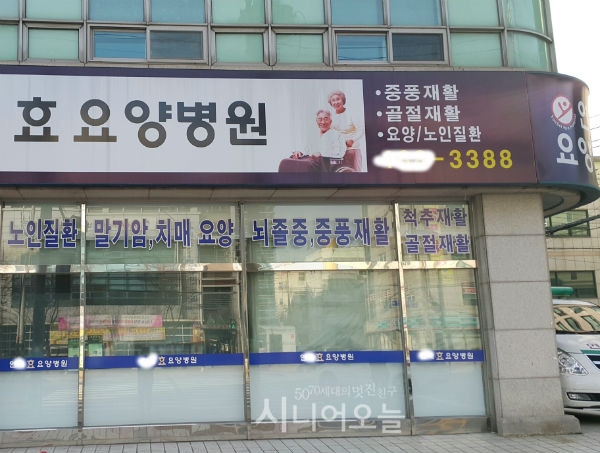 효요양병원
·중풍재활
·골절재활
·요양/노인질환
-3388
요양
노인질환 말기암,치매 요양 뇌졸중,중풍재활 척추재활
골절재활
효요양병원
효요양병원
효요양병원
효요양병원
5070세대의 멋진친구
시니어오늘